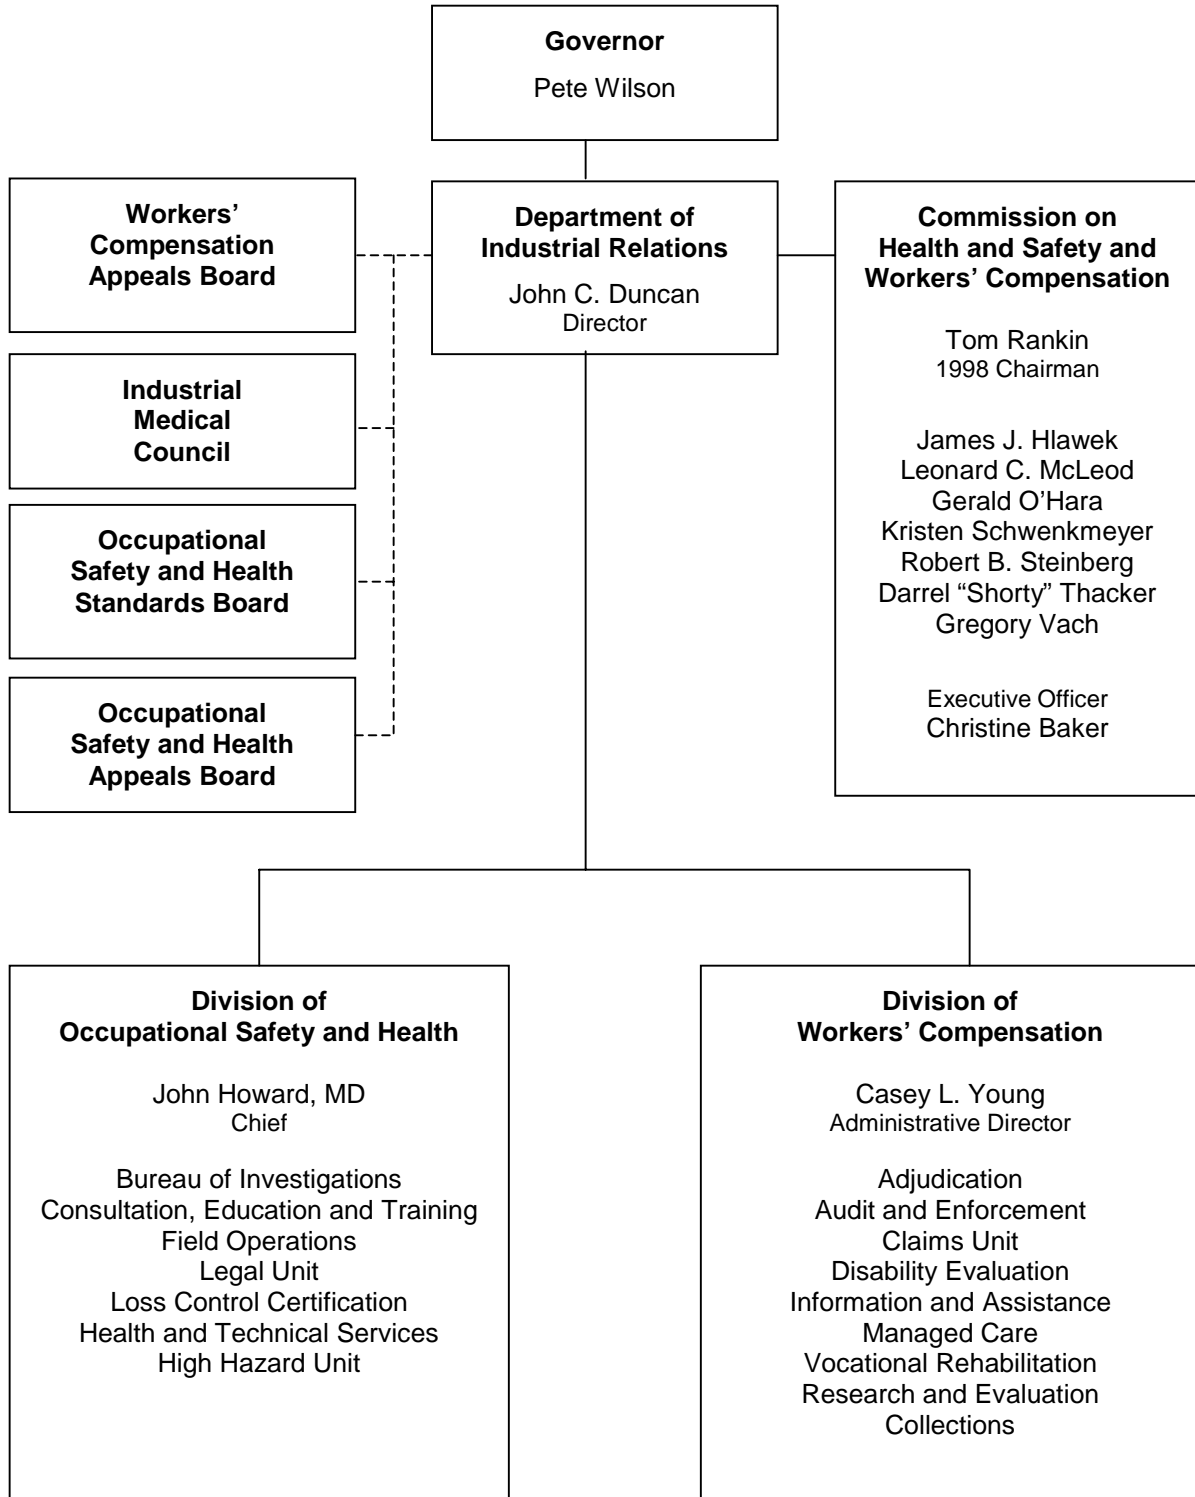 Governor
Pete Wilson
Workers’
Compensation
Appeals Board
Department of
Industrial Relations
John C. Duncan
Director
Commission on
Health and Safety and
Workers’ Compensation
Tom Rankin
1998 Chairman
James J. Hlawek
Leonard C. McLeod
Gerald O’Hara
Kristen Schwenkmeyer
Robert B. Steinberg
Darrel “Shorty” Thacker
Gregory Vach
Executive Officer
Christine Baker
Industrial
Medical
Council
Occupational
Safety and Health
Standards Board
Occupational
Safety and Health
Appeals Board
Division of
Occupational Safety and Health
John Howard, MD
Chief
Bureau of Investigations
Consultation, Education and Training
Field Operations
Legal Unit
Loss Control Certification
Health and Technical Services
High Hazard Unit
Division of
Workers’ Compensation
Casey L. Young
Administrative Director
Adjudication
Audit and Enforcement
Claims Unit
Disability Evaluation
Information and Assistance
Managed Care
Vocational Rehabilitation
Research and Evaluation
Collections